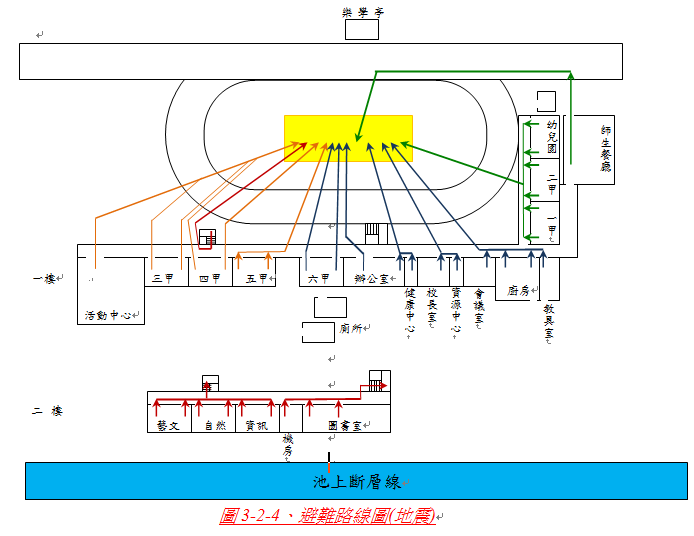 樂學亭
幼兒園
師生餐廳
二甲
一甲
一樓
三甲
四甲
五甲
六甲
辦公室
健康中心
校長室
資源中心
會議室
廚房
教具室
活動中心
廁所
二 樓
藝文
自然
資訊
機房
圖書室
池上斷層線
圖 3-2-4、避難路線圖(地震)